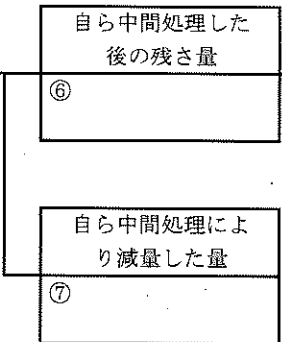 自ら中間処理した
後の残さ量
⑥
自ら中間処理によ
り減量した量
⑦